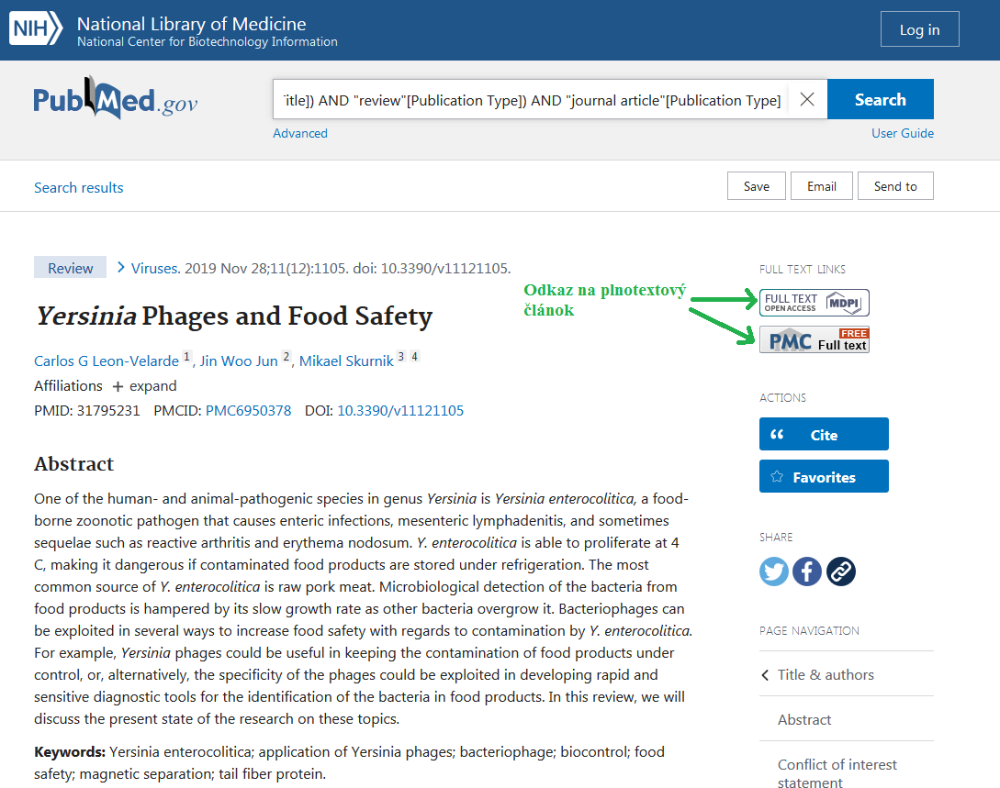 NIH National Library of Medicine
National Center for Biotechnology Information
Log in
PubMed.gov
itle]) AND "review"[Publication Type]) AND "journal article"[Publication Type]
Search
Advanced
User Guide
Search results
Save
Email
Send to
Review
Viruses. 2019 Nov 28;11(12):1105. doi: 10.3390/v11121105.
Yersinia Phages and Food Safety
Carlos G Leon-Velarde 1, Jin Woo Jun 2, Mikael Skurnik 3 4
Affiliations + expand
PMID: 31795231 PMCID: PMC6950378 DOI: 10.3390/v11121105
Abstract
One of the human- and animal-pathogenic species in genus Yersinia is Yersinia enterocolitica, a food-
borne zoonotic pathogen that causes enteric infections, mesenteric lymphadenitis, and sometimes
sequelae such as reactive arthritis and erythema nodosum. Y. enterocolitica is able to proliferate at 4
C, making it dangerous if contaminated food products are stored under refrigeration. The most
common source of Y. enterocolitica is raw pork meat. Microbiological detection of the bacteria from
food products is hampered by its slow growth rate as other bacteria overgrow it. Bacteriophages can
be exploited in several ways to increase food safety with regards to contamination by Y. enterocolitica.
For example, Yersinia phages could be useful in keeping the contamination of food products under
control, or, alternatively, the specificity of the phages could be exploited in developing rapid and
sensitive diagnostic tools for the identification of the bacteria in food products. In this review, we will
discuss the present state of the research on these topics.
Keywords: Yersinia enterocolitica; application of Yersinia phages; bacteriophage; biocontrol; food
safety; magnetic separation; tail fiber protein.
Odkaz na plnotextový
článok
FULL TEXT LINKS
FULL TEXT
OPEN ACCESS
MDPI
PMC FREE
Full text
ACTIONS
Cite
Favorites
SHARE
PAGE NAVIGATION
Title & authors
Abstract
Conflict of interest
statement